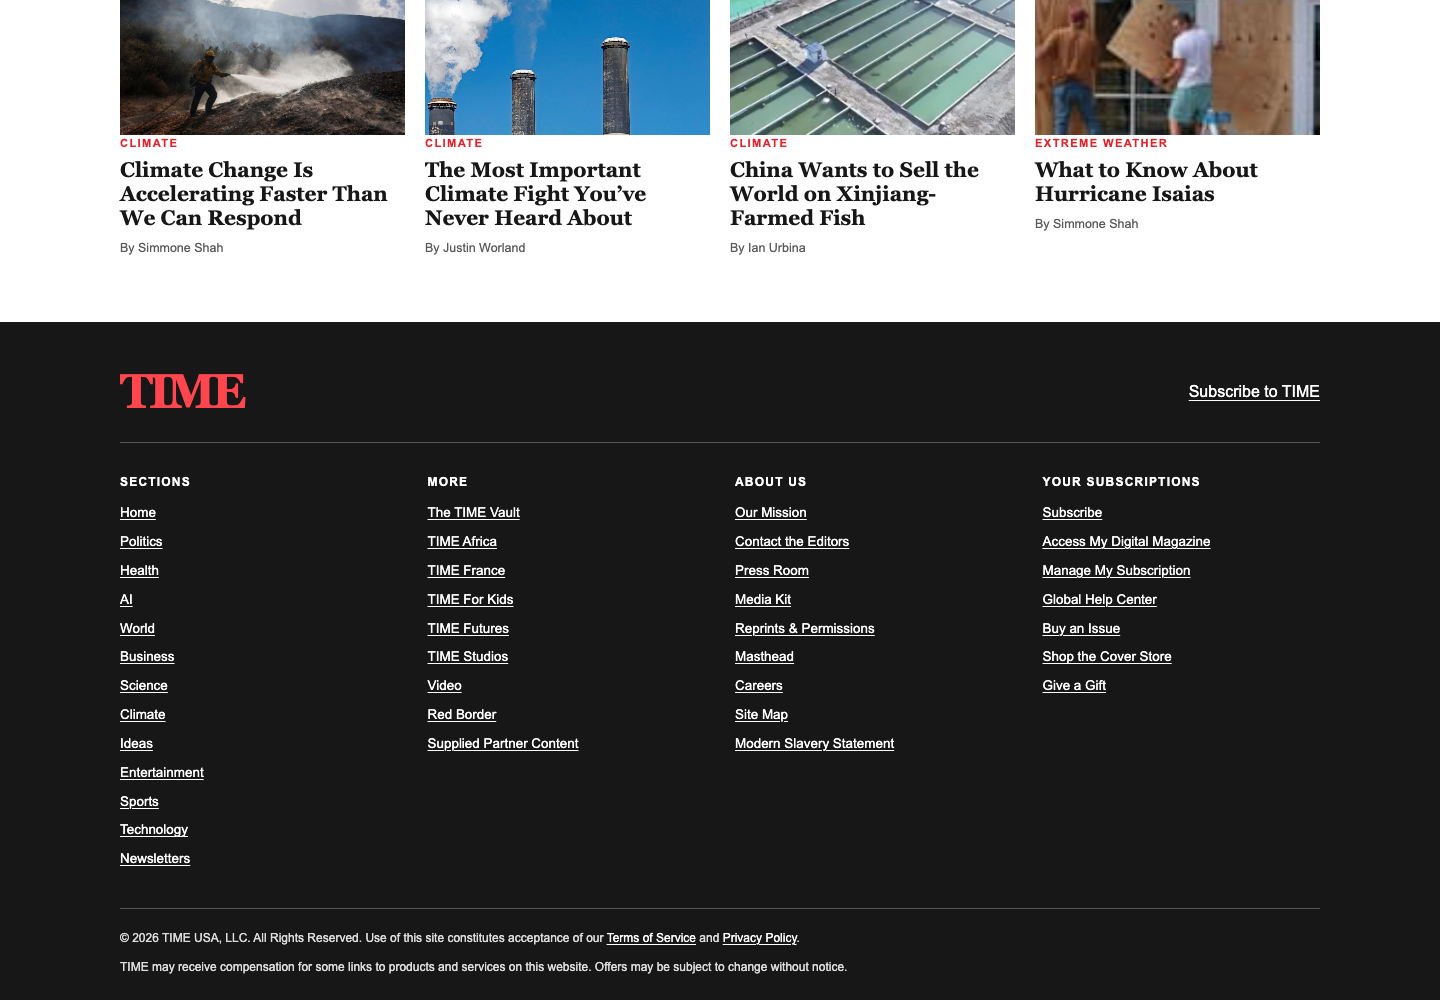 CLIMATE
Climate Change Is
Accelerating Faster Than
We Can Respond
By Simmone Shah
CLIMATE
The Most Important
Climate Fight You’ve
Never Heard About
By Justin Worland
CLIMATE
China Wants to Sell the
World on Xinjiang-
Farmed Fish
By Ian Urbina
EXTREME WEATHER
What to Know About
Hurricane Isaias
By Simmone Shah
TIME
Subscribe to TIME
SECTIONS
Home
Politics
Health
AI
World
Business
Science
Climate
Ideas
Entertainment
Sports
Technology
Newsletters
MORE
The TIME Vault
TIME Africa
TIME France
TIME For Kids
TIME Futures
TIME Studios
Video
Red Border
Supplied Partner Content
ABOUT US
Our Mission
Contact the Editors
Press Room
Media Kit
Reprints & Permissions
Masthead
Careers
Site Map
Modern Slavery Statement
YOUR SUBSCRIPTIONS
Subscribe
Access My Digital Magazine
Manage My Subscription
Global Help Center
Buy an Issue
Shop the Cover Store
Give a Gift
© 2026 TIME USA, LLC. All Rights Reserved. Use of this site constitutes acceptance of our Terms of Service and Privacy Policy.
TIME may receive compensation for some links to products and services on this website. Offers may be subject to change without notice.